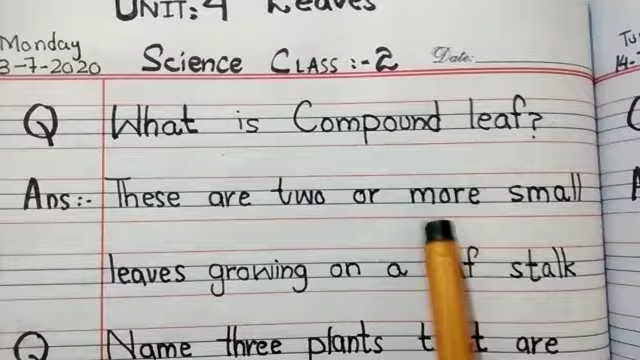 UNIT:4 Leaves
Monday
3-7-2020
Science CLASS:-2
Date:
Q What is Compound leaf?
Ans:- These are two or more small
leaves growing on a stalk
Q Name three plants are